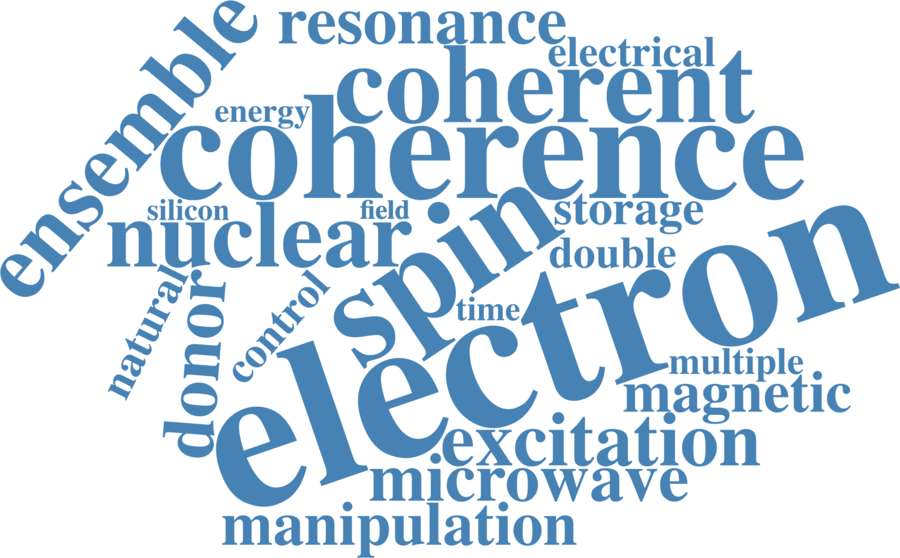 resonance
electrical
ensemble
coherent
energy
coherence
silicon
field
spin
storage
nuclear
double
electron
natural
donor
control
time
multiple
magnetic
excitation
microwave
manipulation